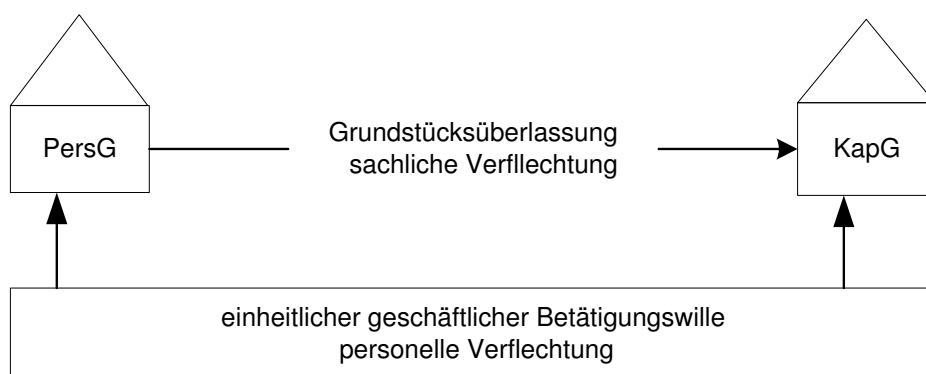 PersG
Grundstücksüberlassung
sachliche Verfllechtung
KapG
einheitlicher geschäftlicher Betätigungswille
personelle Verflechtung